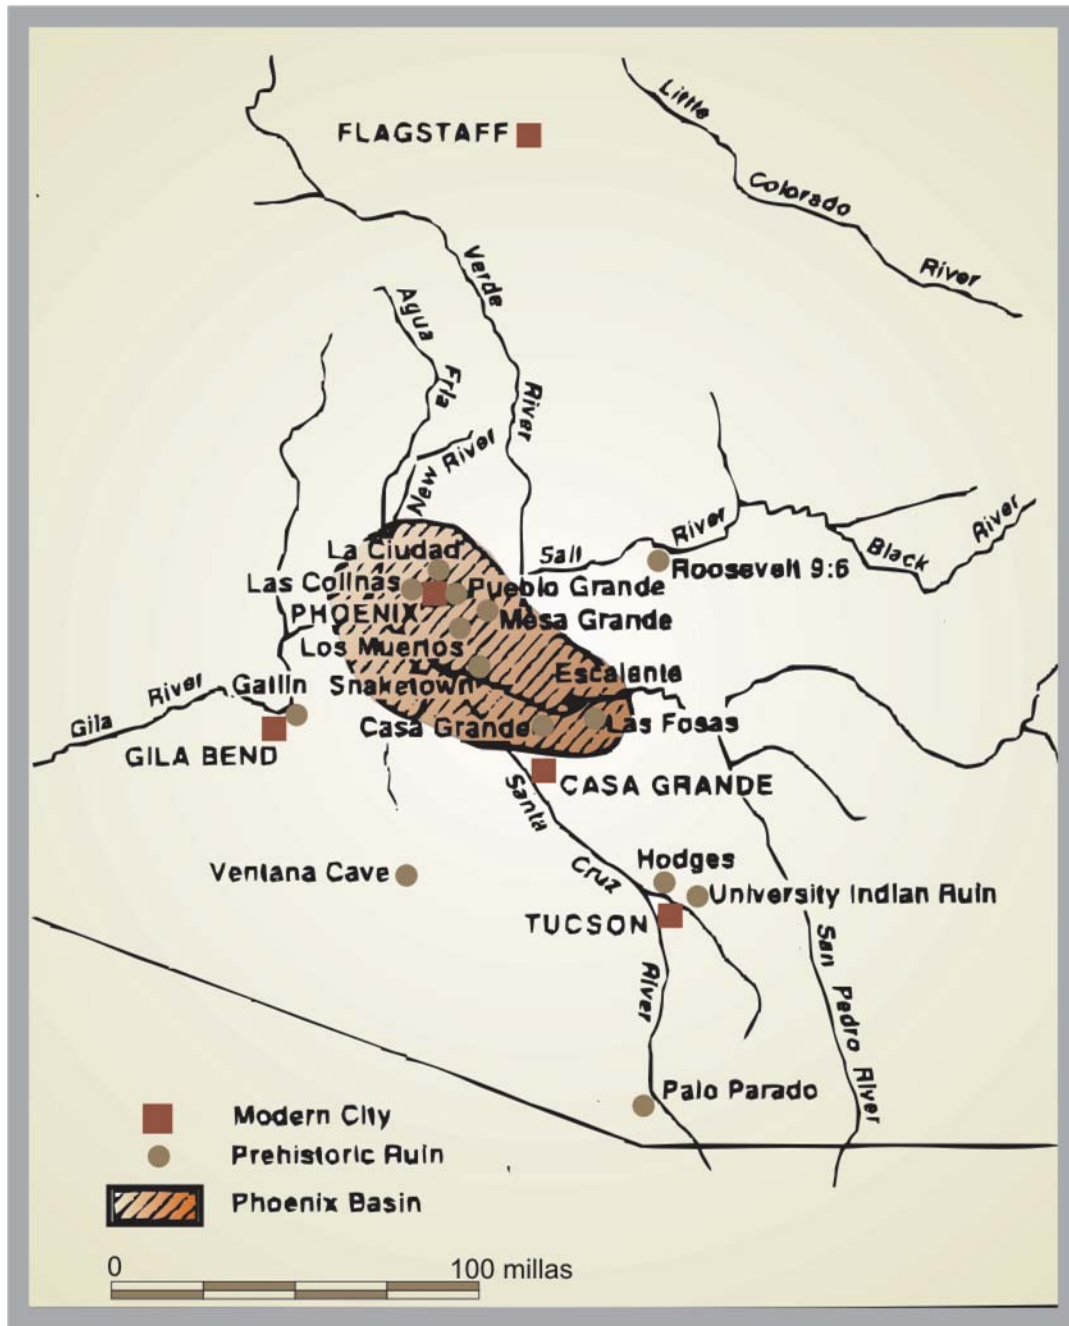 FLAGSTAFF
Little
Colorado
River
Verde
River
Agua
Fria
New River
La Ciudad
Salt
River
Black
River
Roosevelt 9:6
Las Colinas
Pueblo Grande
PHOENIX
Mesa Grande
Los Muertos
Escalante
Snaketown
Gatlin
Gila
River
Casa Grande
Las Fosas
GILA BEND
CASA GRANDE
Santa
Cruz
River
Ventana Cave
Hodges
University Indian Ruin
TUCSON
San Pedro River
Palo Parado
Modern City
Prehistoric Ruin
Phoenix Basin
0
100 millas